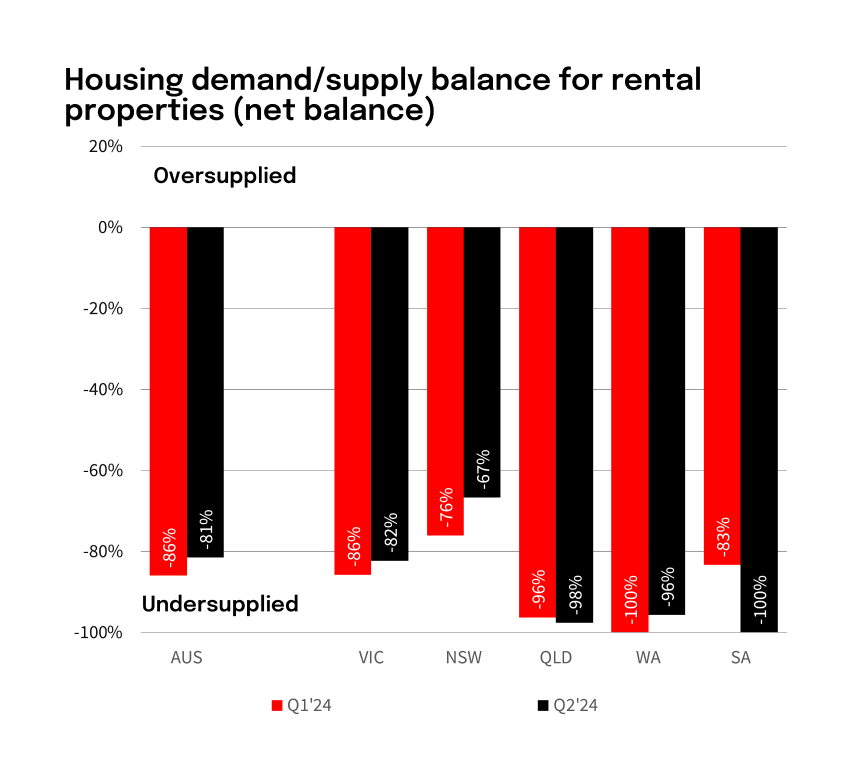 Housing demand/supply balance for rental
properties (net balance)
20%
Oversupplied
0%
-20%
-40%
-60%
-80%
-100%
-86%
-81%
-86%
-82%
-76%
-67%
-96%
-98%
-100%
-96%
-83%
-100%
Undersupplied
AUS
VIC
NSW
QLD
WA
SA
Q1'24
Q2'24